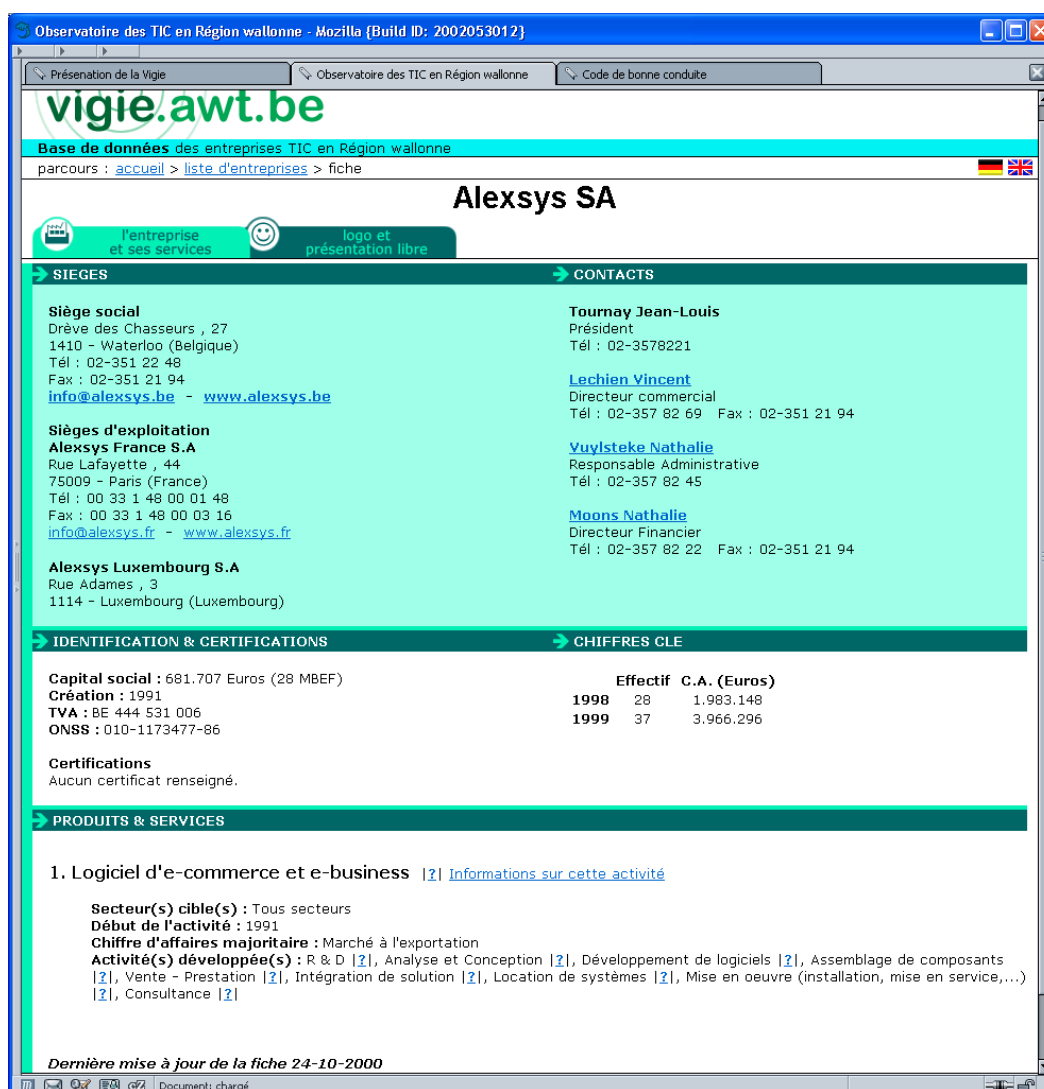 Observatoire des TIC en Région wallonne - Mozilla {Build ID: 2002053012}
Présenation de la Vigie
Observatoire des TIC en Région wallonne
Code de bonne conduite
vigie.awt.be
Base de données des entreprises TIC en Région wallonne
parcours : accueil > liste d'entreprises > fiche
Alexsys SA
l'entreprise
et ses services
logo et
présentation libre
SIEGES
Siège social
Drève des Chasseurs , 27
1410 - Waterloo (Belgique)
Tél : 02-351 22 48
Fax : 02-351 21 94
info@alexsys.be - www.alexsys.be
Sièges d'exploitation
Alexsys France S.A
Rue Lafayette , 44
75009 - Paris (France)
Tél : 00 33 1 48 00 01 48
Fax : 00 33 1 48 00 03 16
info@alexsys.fr - www.alexsys.fr
Alexsys Luxembourg S.A
Rue Adames , 3
1114 - Luxembourg (Luxembourg)
CONTACTS
Tournay Jean-Louis
Président
Tél : 02-3578221
Lechien Vincent
Directeur commercial
Tél : 02-357 82 69 Fax : 02-351 21 94
Vuylsteke Nathalie
Responsable Administrative
Tél : 02-357 82 45
Moons Nathalie
Directeur Financier
Tél : 02-357 82 22 Fax : 02-351 21 94
IDENTIFICATION & CERTIFICATIONS
Capital social : 681.707 Euros (28 MBEF)
Création : 1991
TVA : BE 444 531 006
ONSS : 010-1173477-86
Certifications
Aucun certificat renseigné.
CHIFFRES CLE
Effectif C.A. (Euros)
1998 28 1.983.148
1999 37 3.966.296
PRODUITS & SERVICES
1. Logiciel d'e-commerce et e-business |?| Informations sur cette activité
Secteur(s) cible(s) : Tous secteurs
Début de l'activité : 1991
Chiffre d'affaires majoritaire : Marché à l'exportation
Activité(s) développée(s) : R & D |?|, Analyse et Conception |?|, Développement de logiciels |?|, Assemblage de composants
|?|, Vente - Prestation |?|, Intégration de solution |?|, Location de systèmes |?|, Mise en oeuvre (installation, mise en service,...)
|?|, Consultance |?|
Dernière mise à jour de la fiche 24-10-2000
Document: chargé